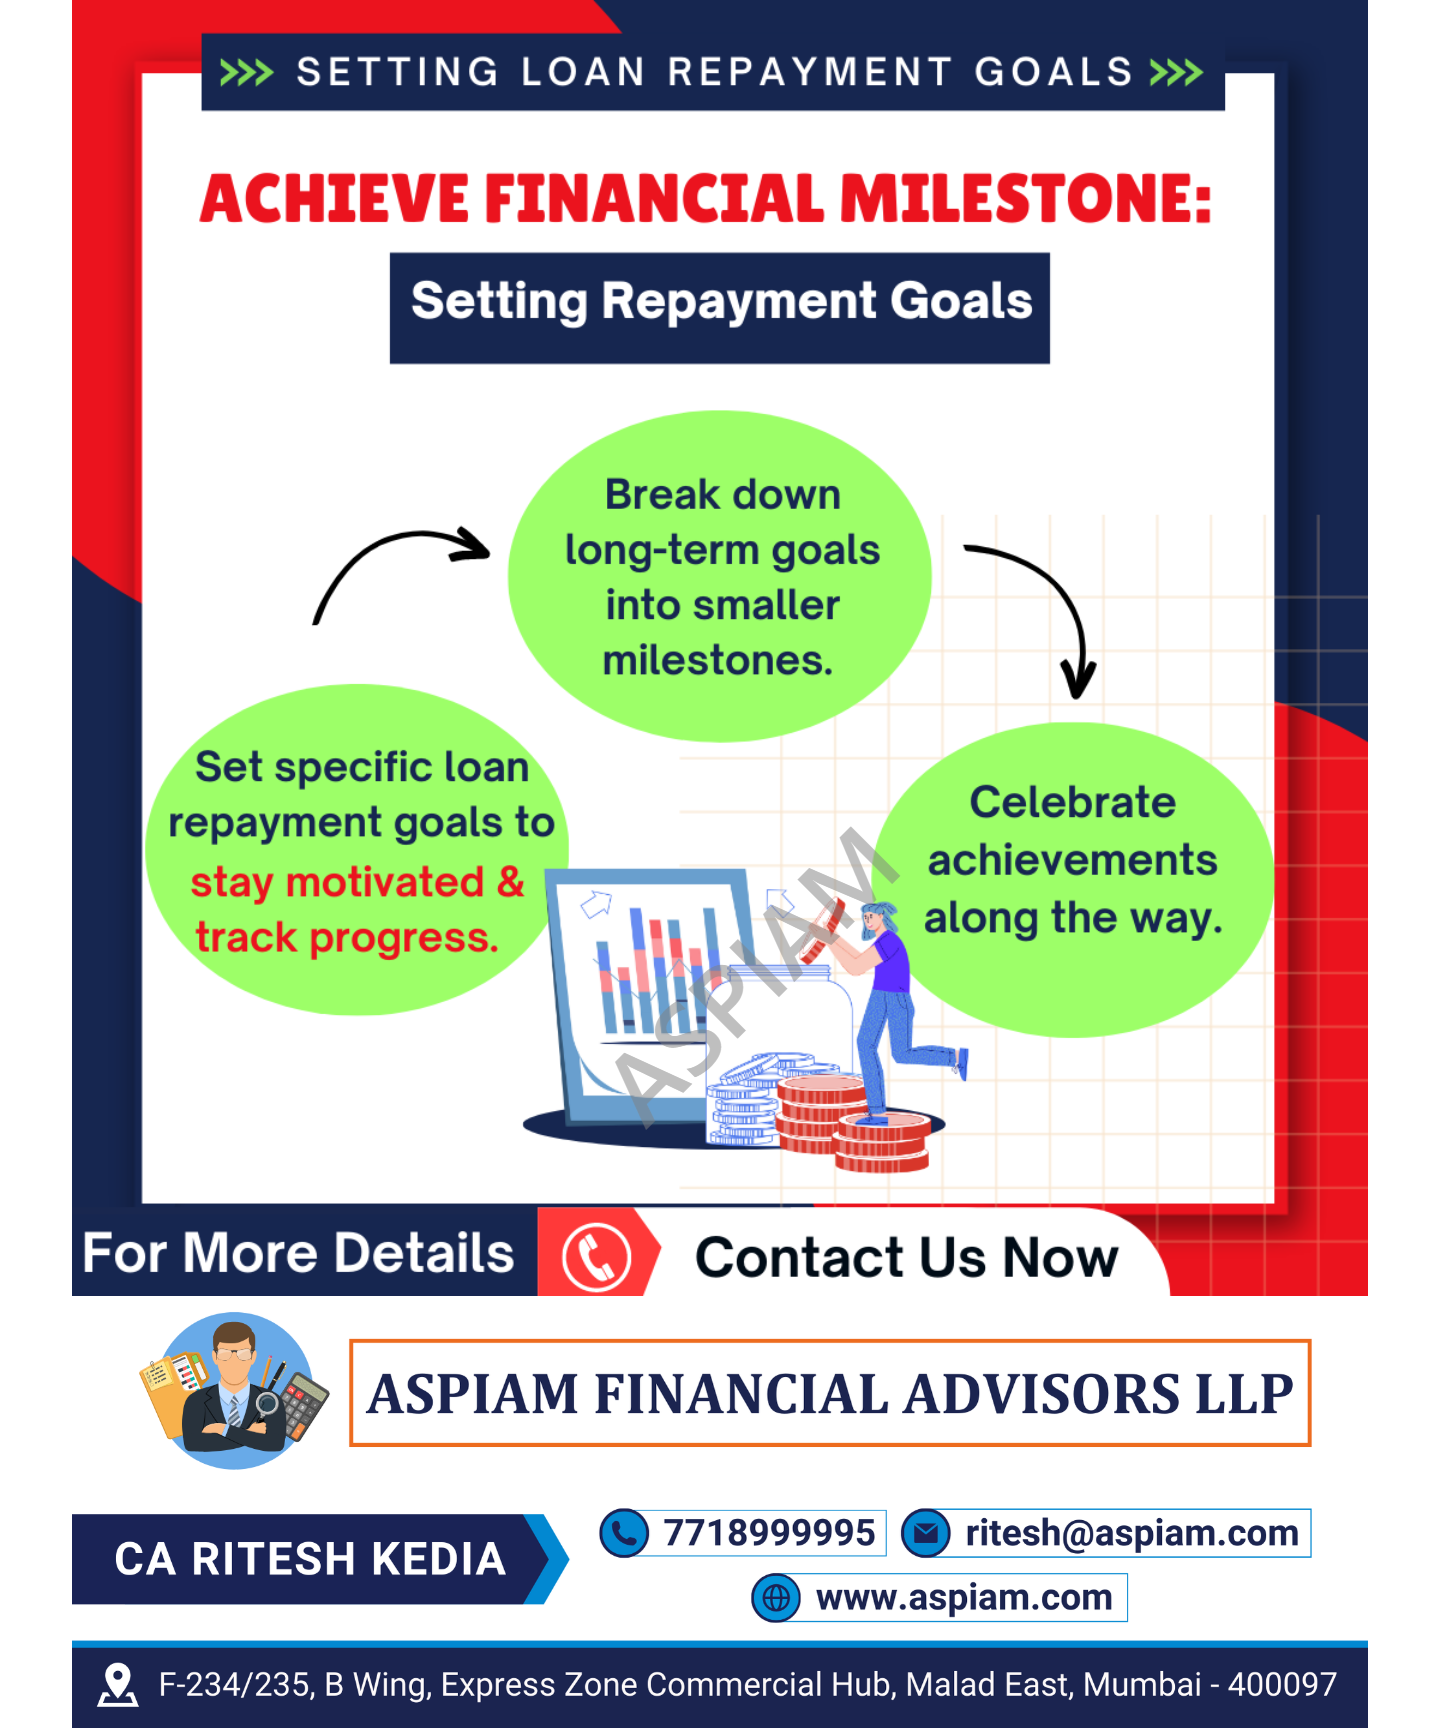 >>> SETTING LOAN REPAYMENT GOALS >>>
ACHIEVE FINANCIAL MILESTONE:
Setting Repayment Goals
Set specific loan
repayment goals to
stay motivated &
track progress.
Break down
long-term goals
into smaller
milestones.
Celebrate
achievements
along the way.
ASPIAM
For More Details
Contact Us Now
ASPIAM FINANCIAL ADVISORS LLP
CA RITESH KEDIA
7718999995
ritesh@aspiam.com
www.aspiam.com
F-234/235, B Wing, Express Zone Commercial Hub, Malad East, Mumbai - 400097